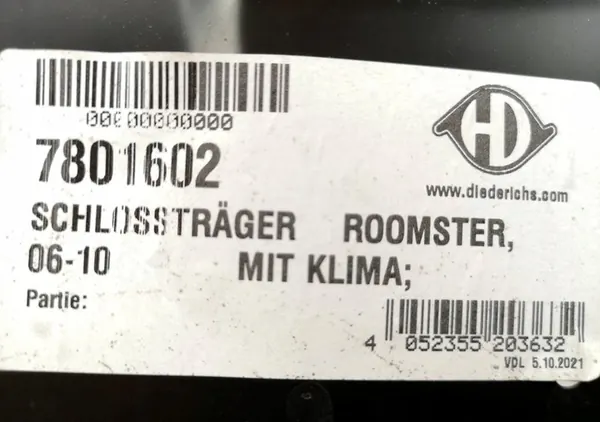 00000000000
HD
7801602
www.diederichs.com
SCHLOSSTRÄGER ROOMSTER,
06-10 MIT KLIMA;
Partie:
4 052355 203632
VDL 5.10.2021